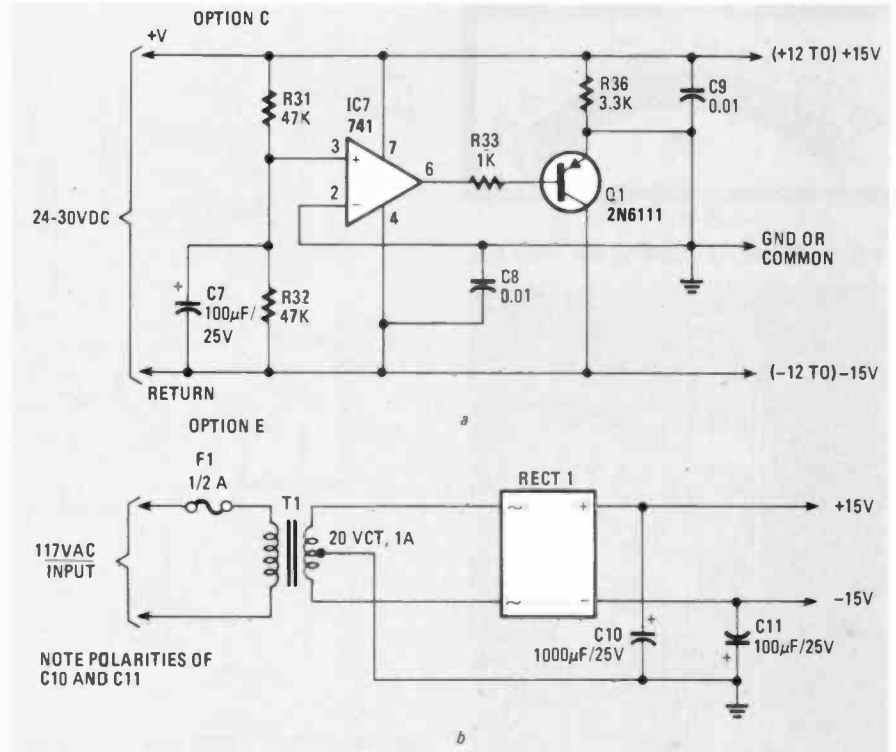 OPTION C
+V
(+12 TO) +15V
R31
47K
IC7
741
R36
3.3K
C9
0.01
3
+
7
R33
1K
6
2
−
4
Q1
2N6111
24-30VDC
GND OR
COMMON
C7
100µF/
25V
+
R32
47K
C8
0.01
RETURN
(−12 TO) −15V
a
OPTION E
F1
1/2 A
T1
RECT 1
20 VCT, 1A
~
+
+15V
117VAC
INPUT
~
−
−15V
C10
1000µF/25V
+
C11
100µF/25V
+
NOTE POLARITIES OF
C10 AND C11
b